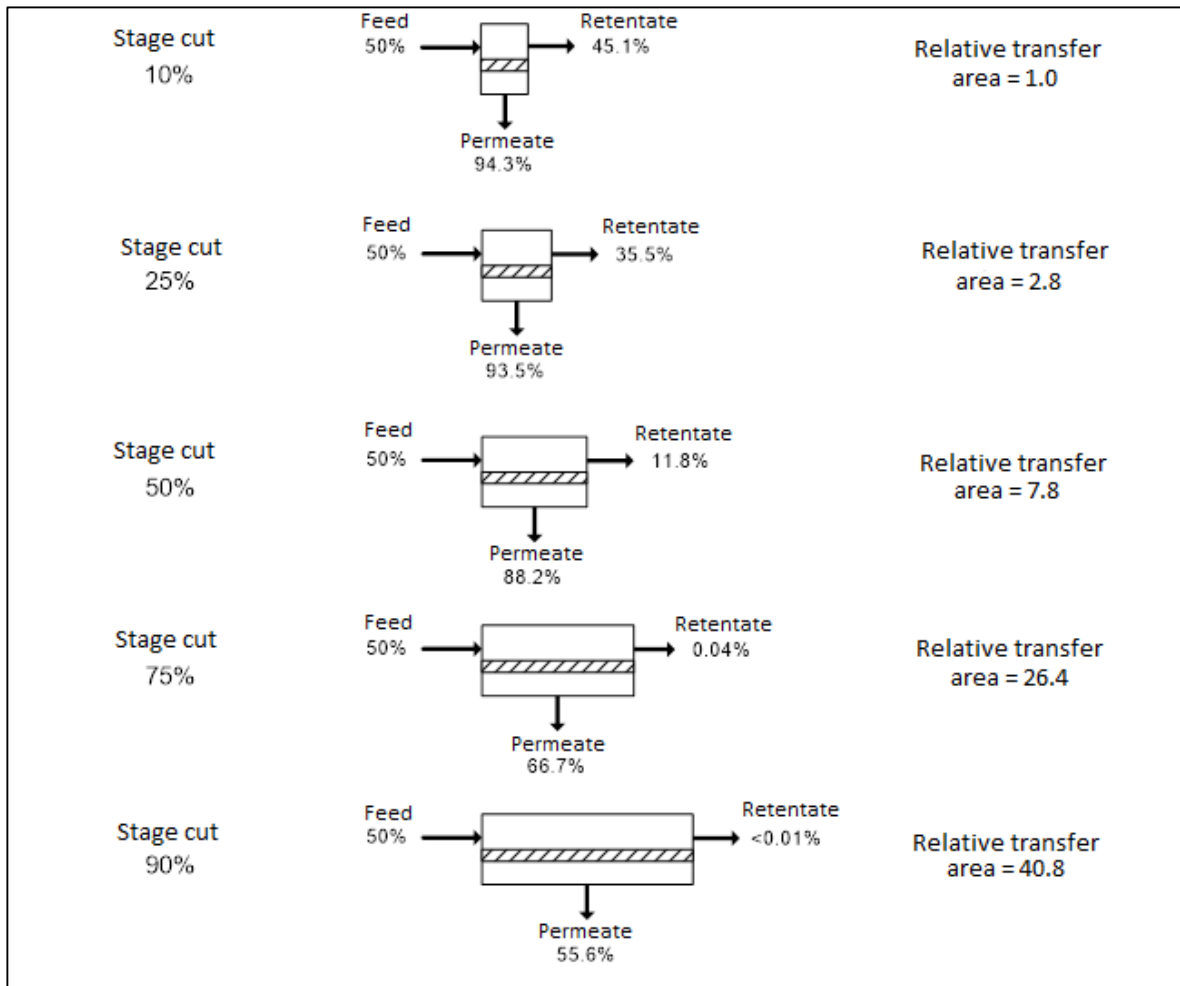 Stage cut
10%
Feed
50%
Retentate
45.1%
Permeate
94.3%
Relative transfer
area = 1.0
Stage cut
25%
Feed
50%
Retentate
35.5%
Permeate
93.5%
Relative transfer
area = 2.8
Stage cut
50%
Feed
50%
Retentate
11.8%
Permeate
88.2%
Relative transfer
area = 7.8
Stage cut
75%
Feed
50%
Retentate
0.04%
Permeate
66.7%
Relative transfer
area = 26.4
Stage cut
90%
Feed
50%
Retentate
<0.01%
Permeate
55.6%
Relative transfer
area = 40.8